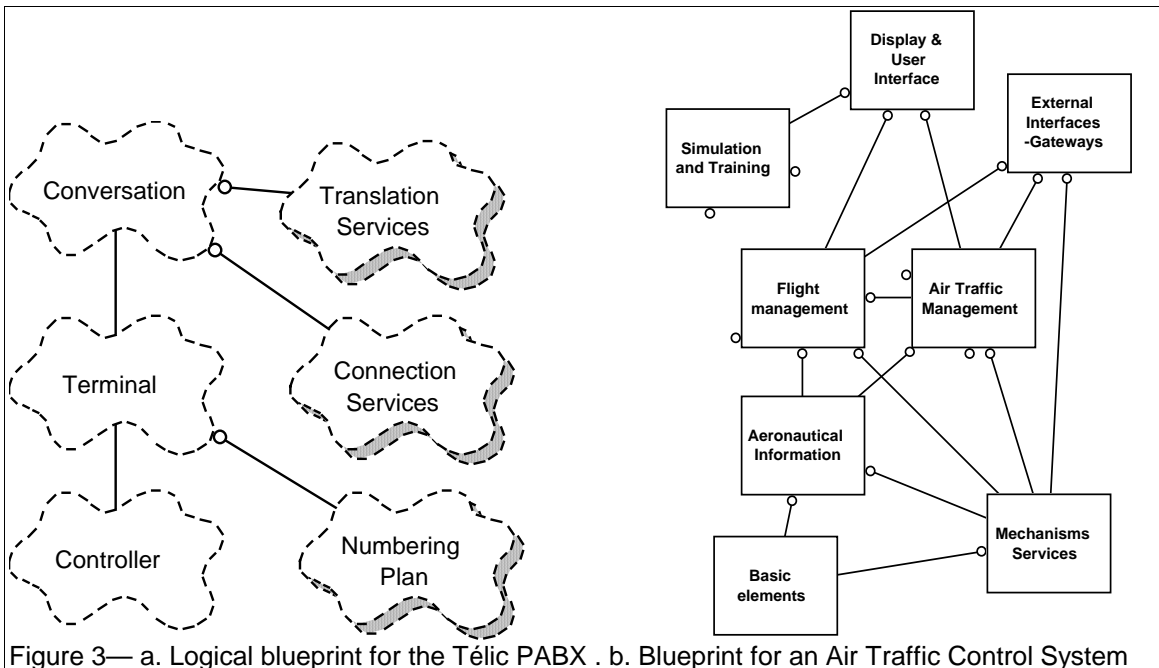 Conversation
Translation
Services
Terminal
Connection
Services
Controller
Numbering
Plan
Display &
User
Interface
External
Interfaces
-Gateways
Simulation
and Training
Flight
management
Air Traffic
Management
Aeronautical
Information
Mechanisms
Services
Basic
elements
Figure 3— a. Logical blueprint for the Télic PABX . b. Blueprint for an Air Traffic Control System